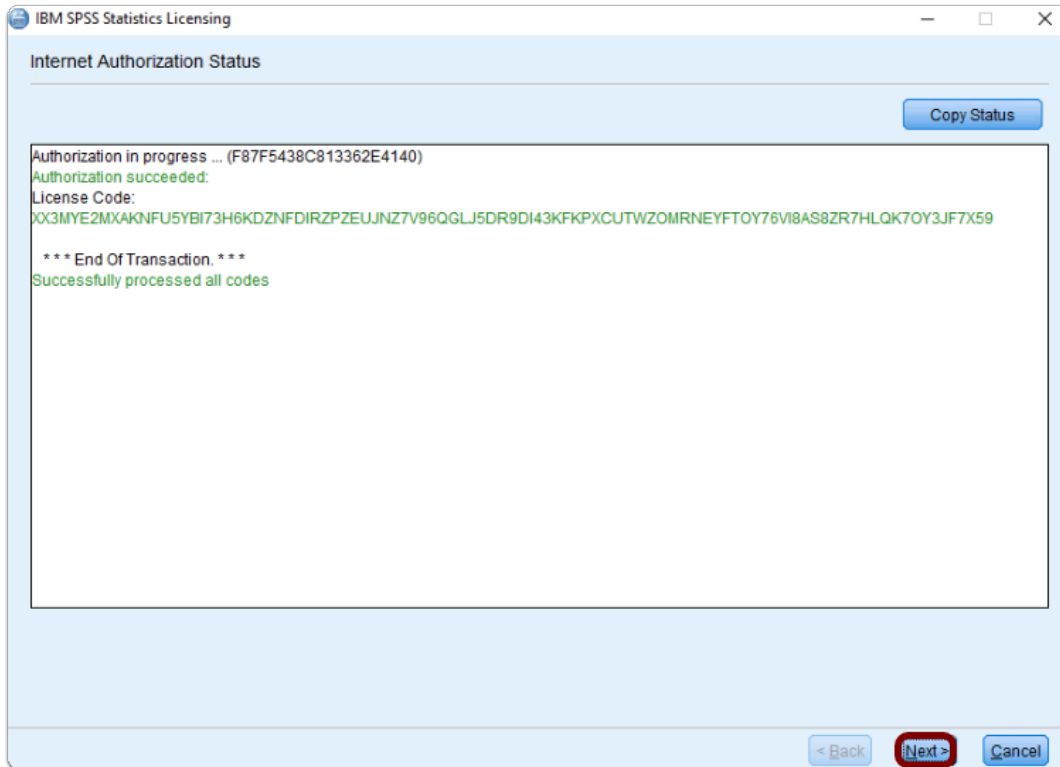 IBM SPSS Statistics Licensing
Internet Authorization Status
Copy Status
Authorization in progress ... (F87F5438C813362E4140)
Authorization succeeded:
License Code:
XX3MYE2MXAKNFU5YBI73H6KDZNFDIRZPZEUJNZ7V96QGLJ5DR9DI43KFKPXCUTWZOMRNEYFTOY76VI8AS8ZR7HLQK7OY3JF7X59
* * * End Of Transaction. * * *
Successfully processed all codes
< Back Next > Cancel